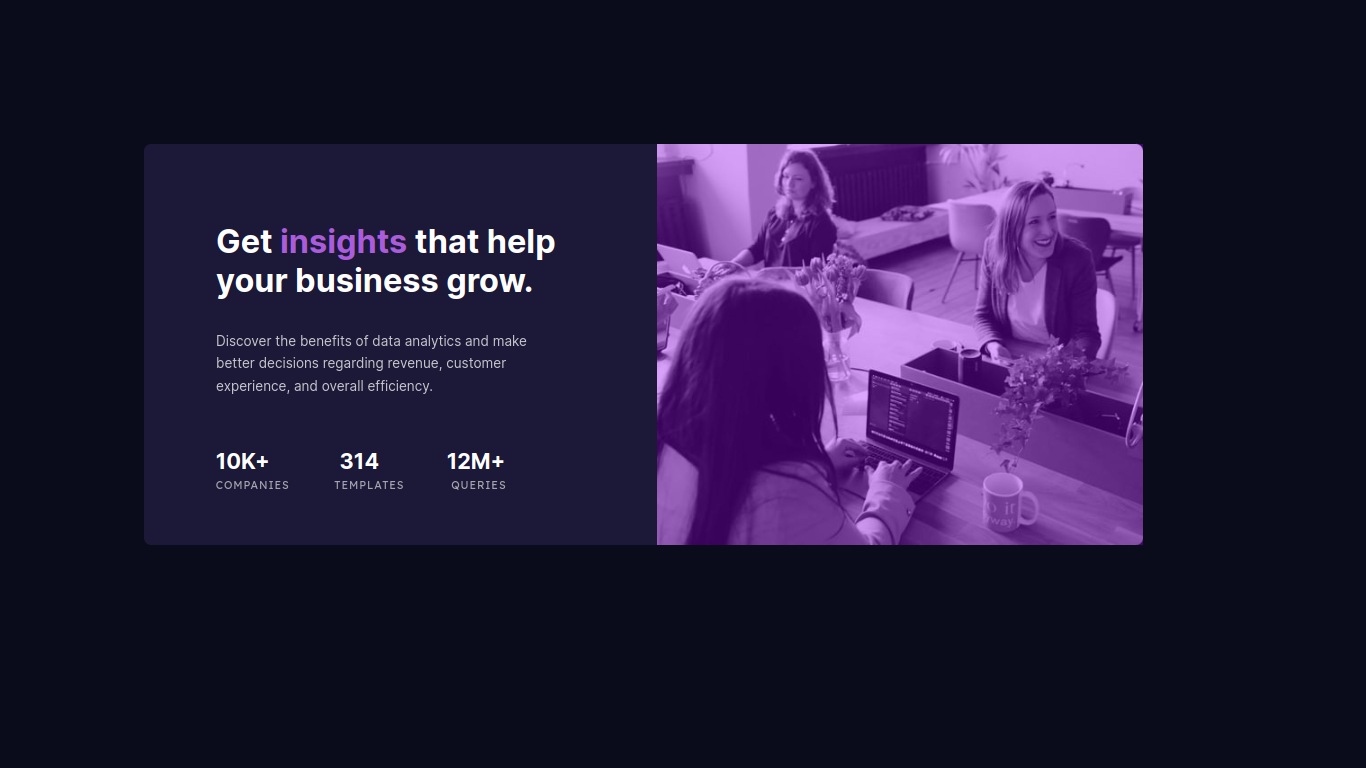 Get insights that help
your business grow.
Discover the benefits of data analytics and make
better decisions regarding revenue, customer
experience, and overall efficiency.
10K+ 314 12M+
COMPANIES TEMPLATES QUERIES